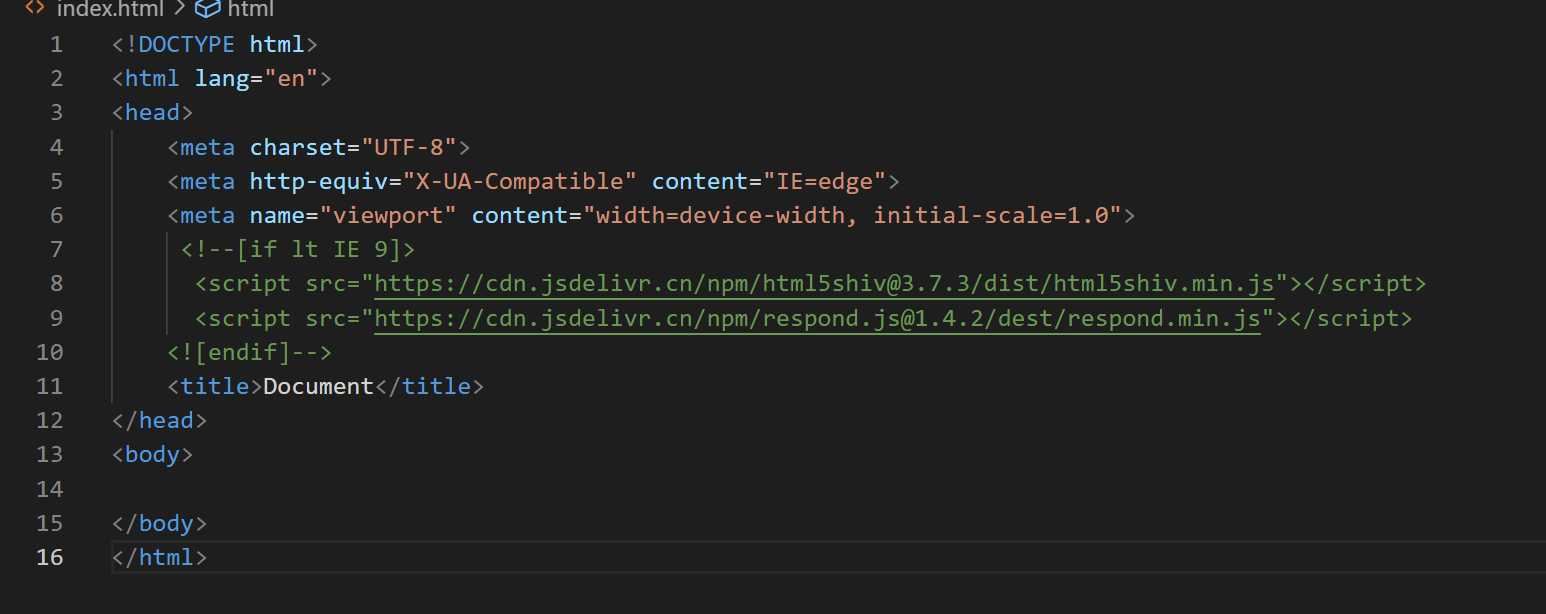 index.html > html
1 <!DOCTYPE html>
2 <html lang="en">
3 <head>
4 <meta charset="UTF-8">
5 <meta http-equiv="X-UA-Compatible" content="IE=edge">
6 <meta name="viewport" content="width=device-width, initial-scale=1.0">
7 <!--[if lt IE 9]>
8 <script src="https://cdn.jsdelivr.cn/npm/html5shiv@3.7.3/dist/html5shiv.min.js"></script>
9 <script src="https://cdn.jsdelivr.cn/npm/respond.js@1.4.2/dest/respond.min.js"></script>
10 <![endif]-->
11 <title>Document</title>
12 </head>
13 <body>
14
15 </body>
16 </html>